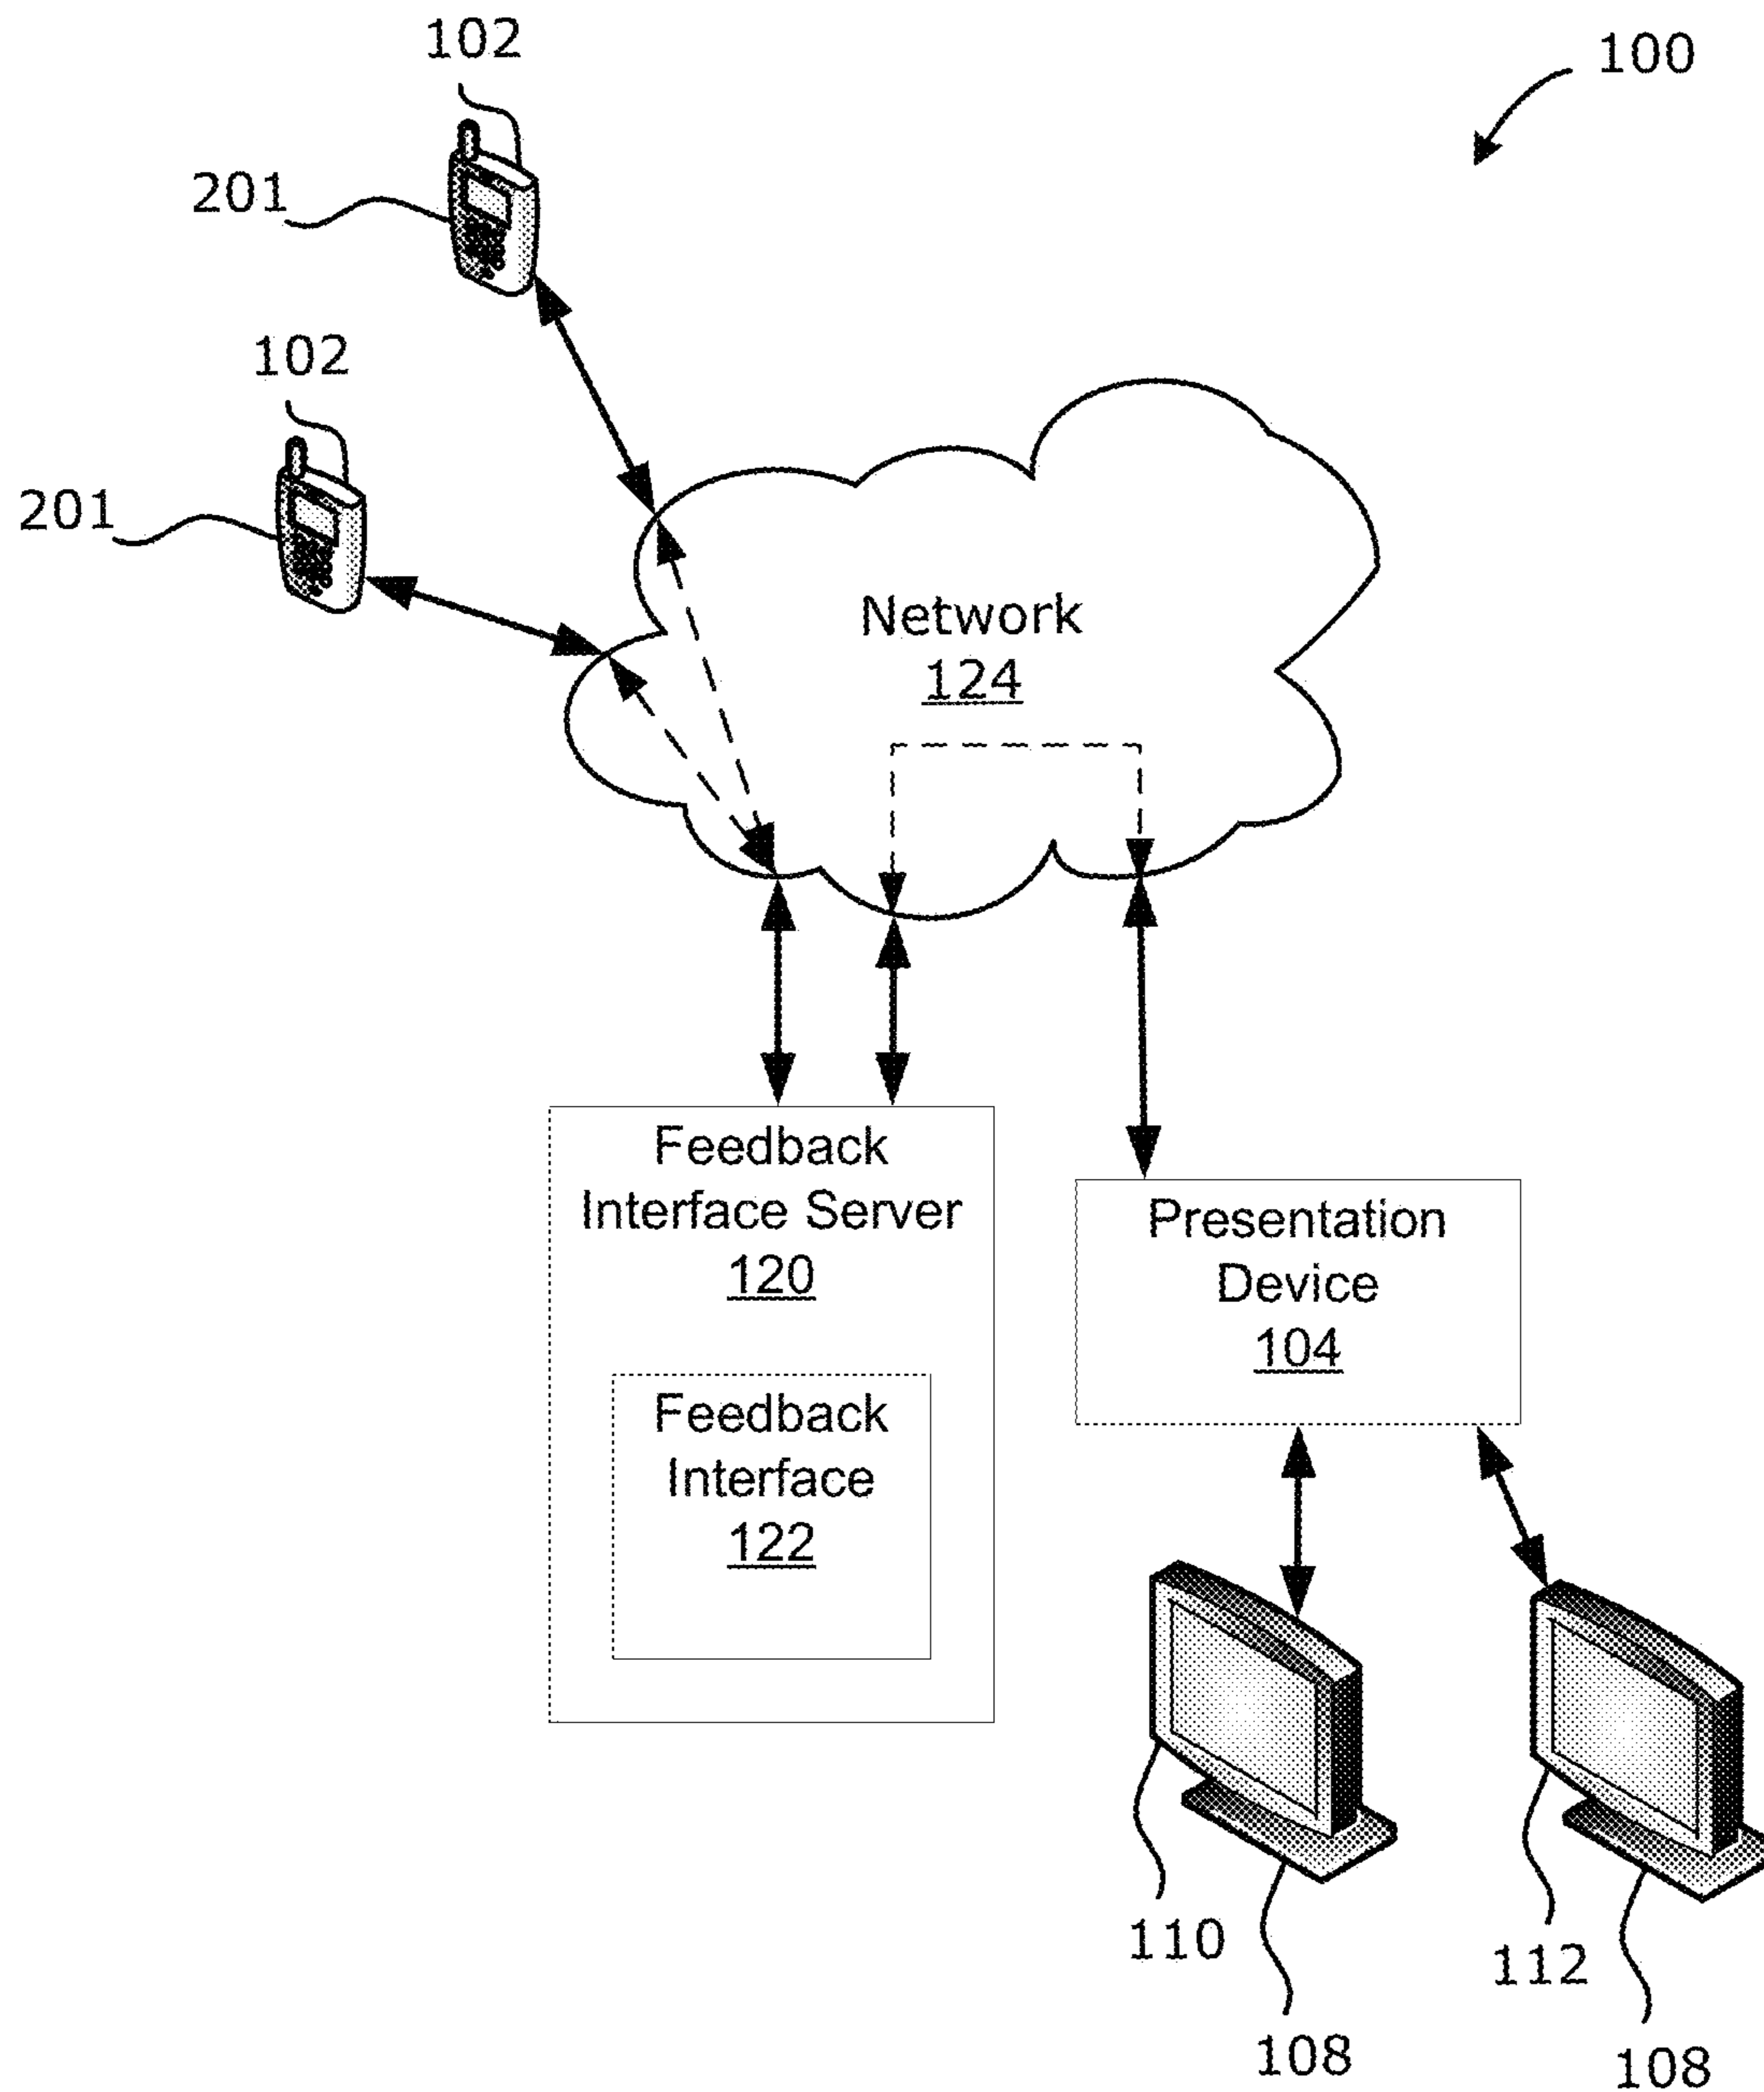 102
100
201
102
201
Network
124
Feedback
Interface Server
120
Presentation
Device
104
Feedback
Interface
122
110
112
108
108